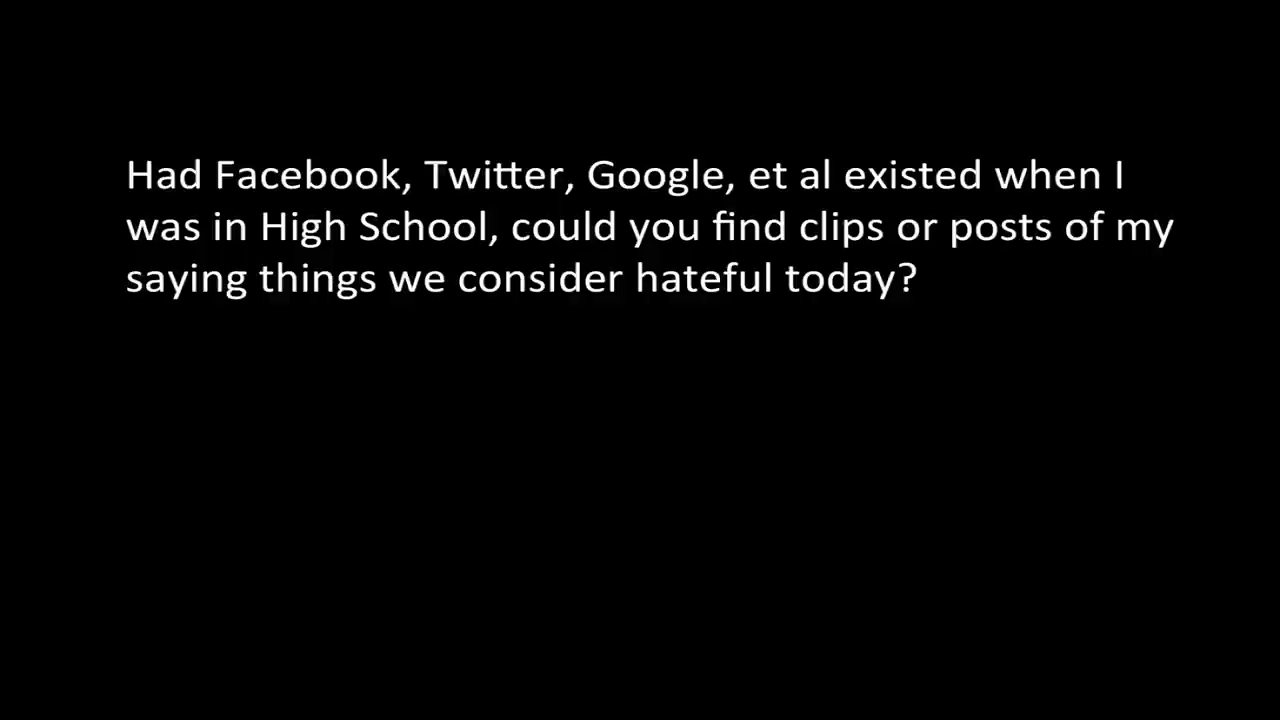 Had Facebook, Twitter, Google, et al existed when I
was in High School, could you find clips or posts of my
saying things we consider hateful today?